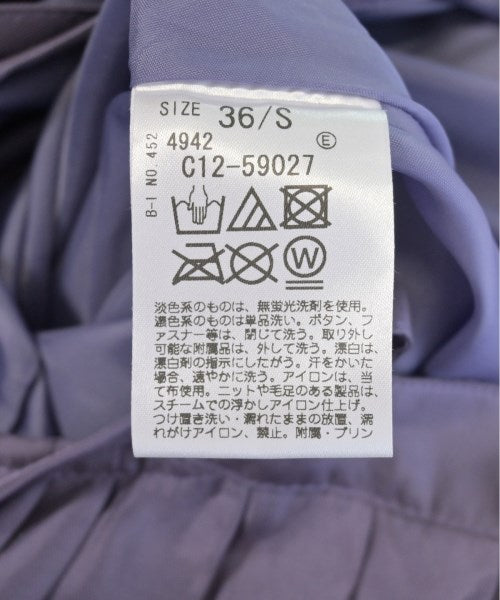 SIZE 36/S
4942 Ⓔ
C12-59027
B-I NO.452
W
淡色系のものは、無蛍光洗剤を使用。
濃色系のものは単品洗い。ボタン、フ
ァスナー等は、閉じて洗う。取り外し
可能な附属品は、外して洗う。漂白は、
漂白剤の指示にしたがう。汗をかいた
場合、速やかに洗う。アイロンは、当
て布使用。ニットや毛足のある製品は、
スチームでの浮かしアイロン仕上げ。
つけ置き洗い・濡れたままの放置、濡
れがけアイロン、禁止。附属・プリン